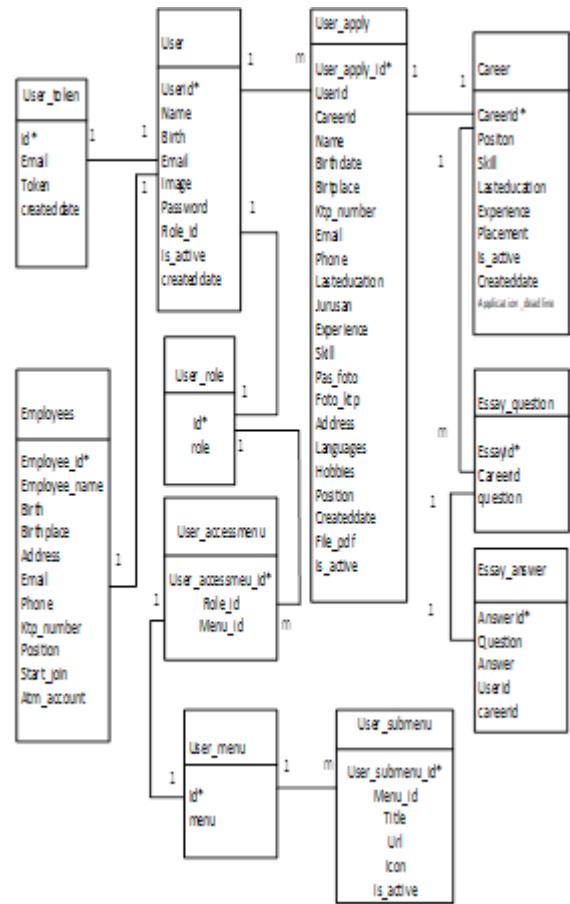 User_token
Id*
Email
Token
createddate
1
1
User
Userid*
Name
Birth
Email
Image
Password
Role_id
Is_active
createddate
1
1
1
m
User_apply
User_apply_id*
Userid
Careerid
Name
Birthdate
Birtplace
Ktp_number
Email
Phone
Lasteducation
Jurusan
Experience
Skill
Pas_foto
Foto_ktp
Address
Languages
Hobbies
Position
Createddate
File_pdf
Is_active
1
1
Career
Careerid*
Positon
Skill
Lasteducation
Experience
Placement
Is_active
Createddate
Application_deadline
1
m
User_role
Id*
role
1
1
Employees
Employee_id*
Employee_name
Birth
Birthplace
Address
Email
Phone
Ktp_number
Position
Start_join
Atm_account
1
User_accessmenu
User_accessmeu_id*
Role_id
Menu_id
m
1
Essay_question
Essayid*
Careerid
question
1
Essay_answer
Answerid*
Question
Answer
Userid
careerid
1
User_menu
Id*
menu
1
1
m
User_submenu
User_submenu_id*
Menu_id
Title
Url
Icon
Is_active